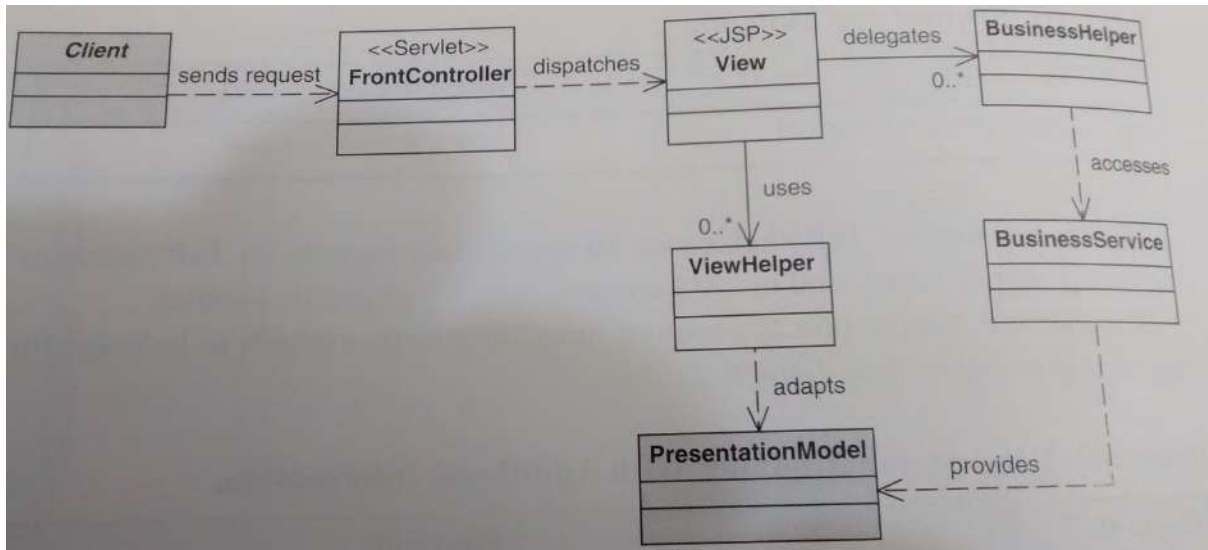 Client
sends request
<<Servlet>>
FrontController
dispatches
<<JSP>>
View
delegates
0..*
BusinessHelper
accesses
BusinessService
uses
0..*
ViewHelper
adapts
PresentationModel
provides